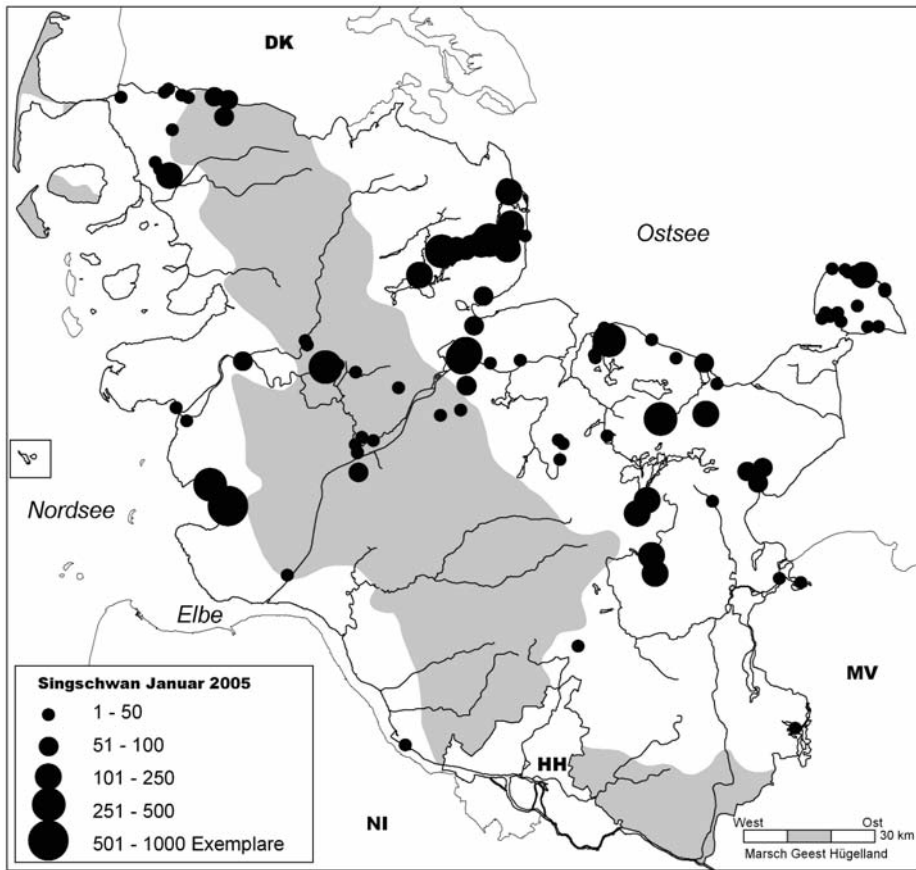 DK
Ostsee
Nordsee
Elbe
MV
HH
NI
Singschwan Januar 2005
1 - 50
51 - 100
101 - 250
251 - 500
501 - 1000 Exemplare
West Ost
30 km
Marsch Geest Hügelland